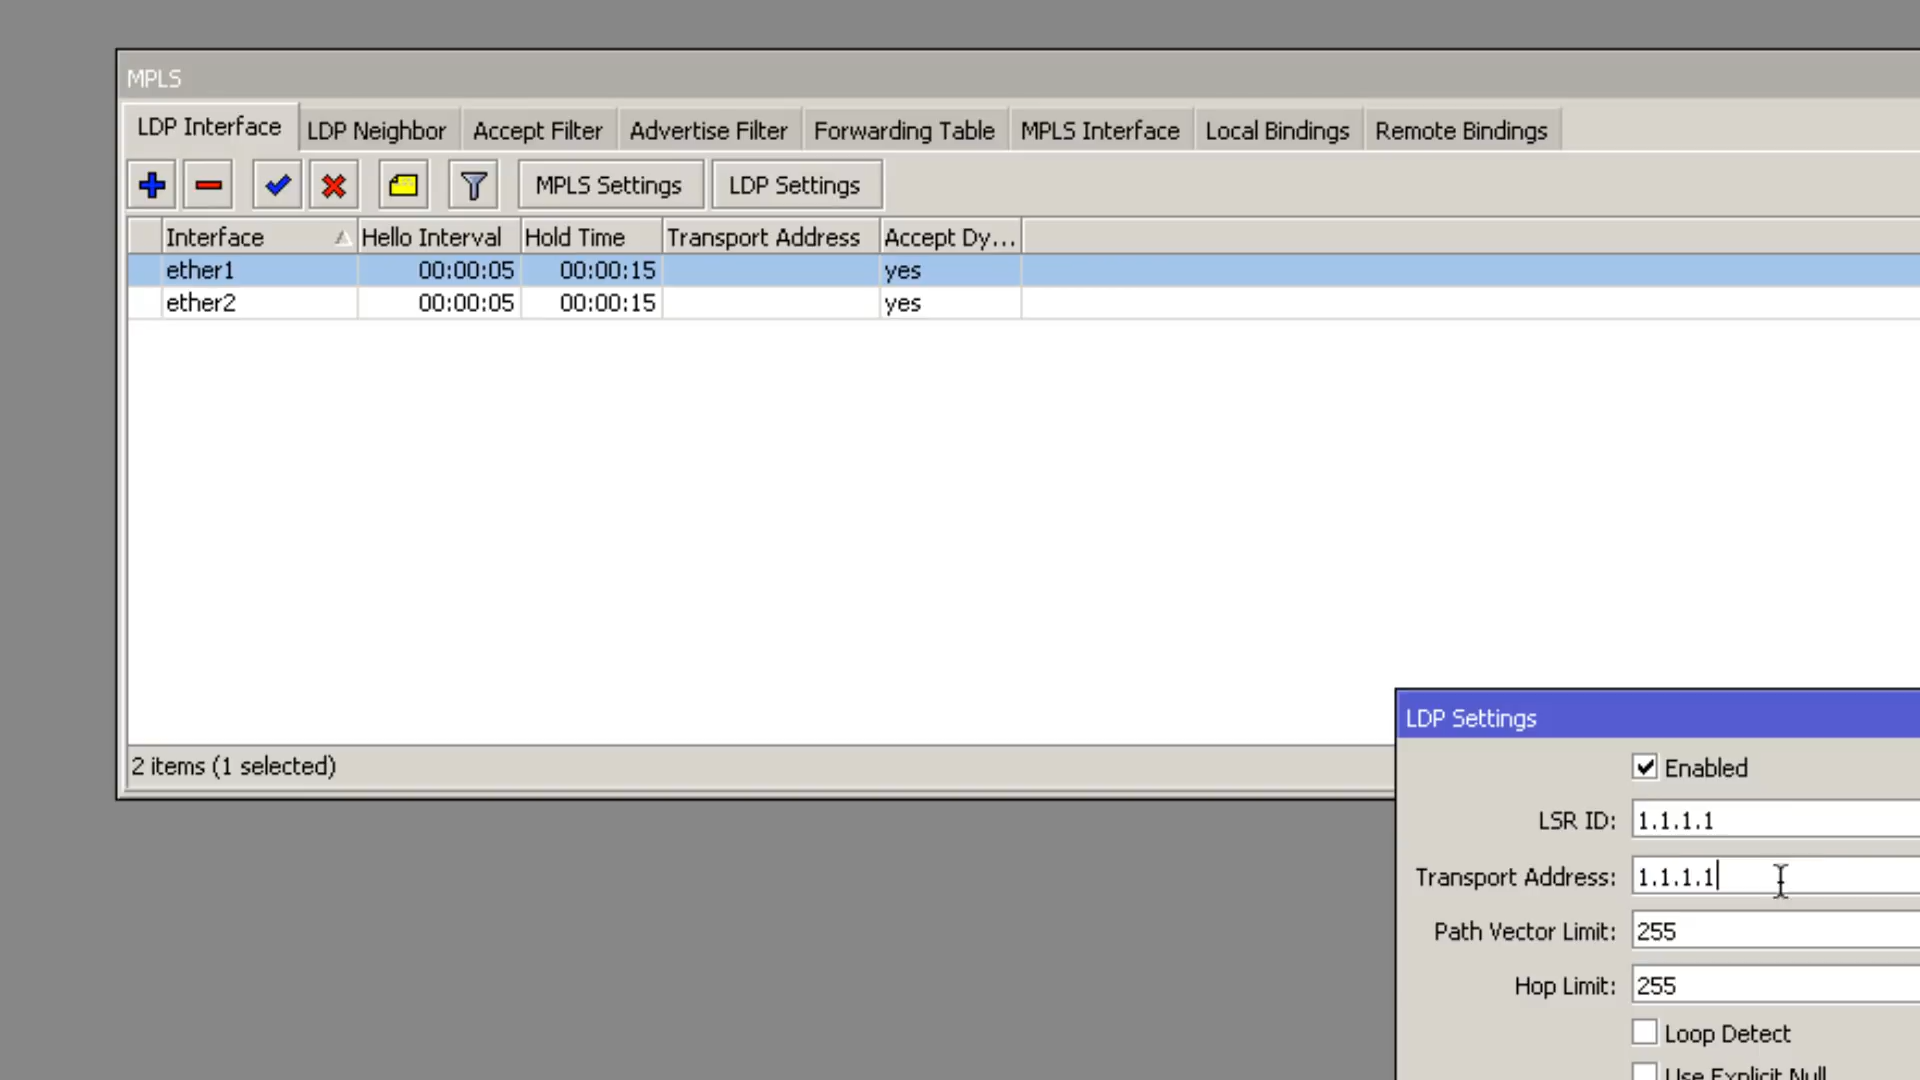 MPLS
LDP Interface LDP Neighbor Accept Filter Advertise Filter Forwarding Table MPLS Interface Local Bindings Remote Bindings
MPLS Settings LDP Settings
Interface Hello Interval Hold Time Transport Address Accept Dy...
ether1 00:00:05 00:00:15 yes
ether2 00:00:05 00:00:15 yes
2 items (1 selected)
LDP Settings
Enabled
LSR ID: 1.1.1.1
Transport Address: 1.1.1.1
Path Vector Limit: 255
Hop Limit: 255
Loop Detect
Use Explicit Null